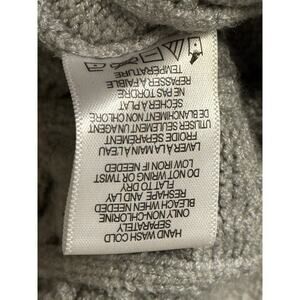 HAND WASH COLD
SEPARATELY
ONLY NON-CHLORINE
BLEACH WHEN NEEDED
RESHAPE AND LAY
FLAT TO DRY
DO NOT WRING OR TWIST
LOW IRON IF NEEDED
LAVER A LA MAIN A L'EAU
FROIDE SEPAREMENT
UTILISER SEULEMENT UN AGENT
DE BLANCHIMENT NON CHLORE
SÉCHER A PLAT
NE PAS TORDRE
REPASSER A FAIBLE
TEMPERATURE